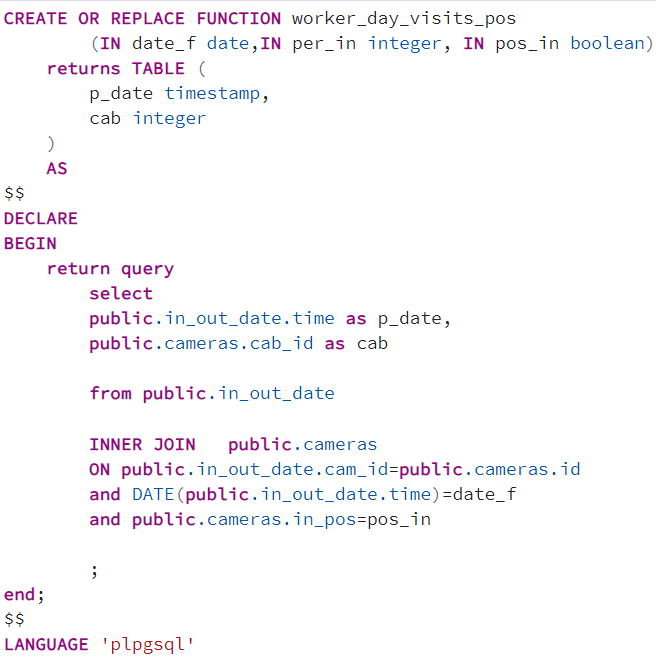 CREATE OR REPLACE FUNCTION worker_day_visits_pos
(IN date_f date,IN per_in integer, IN pos_in boolean)
returns TABLE (
p_date timestamp,
cab integer
)
AS
$$
DECLARE
BEGIN
return query
select
public.in_out_date.time as p_date,
public.cameras.cab_id as cab
from public.in_out_date
INNER JOIN   public.cameras
ON public.in_out_date.cam_id=public.cameras.id
and DATE(public.in_out_date.time)=date_f
and public.cameras.in_pos=pos_in
;
end;
$$
LANGUAGE 'plpgsql'